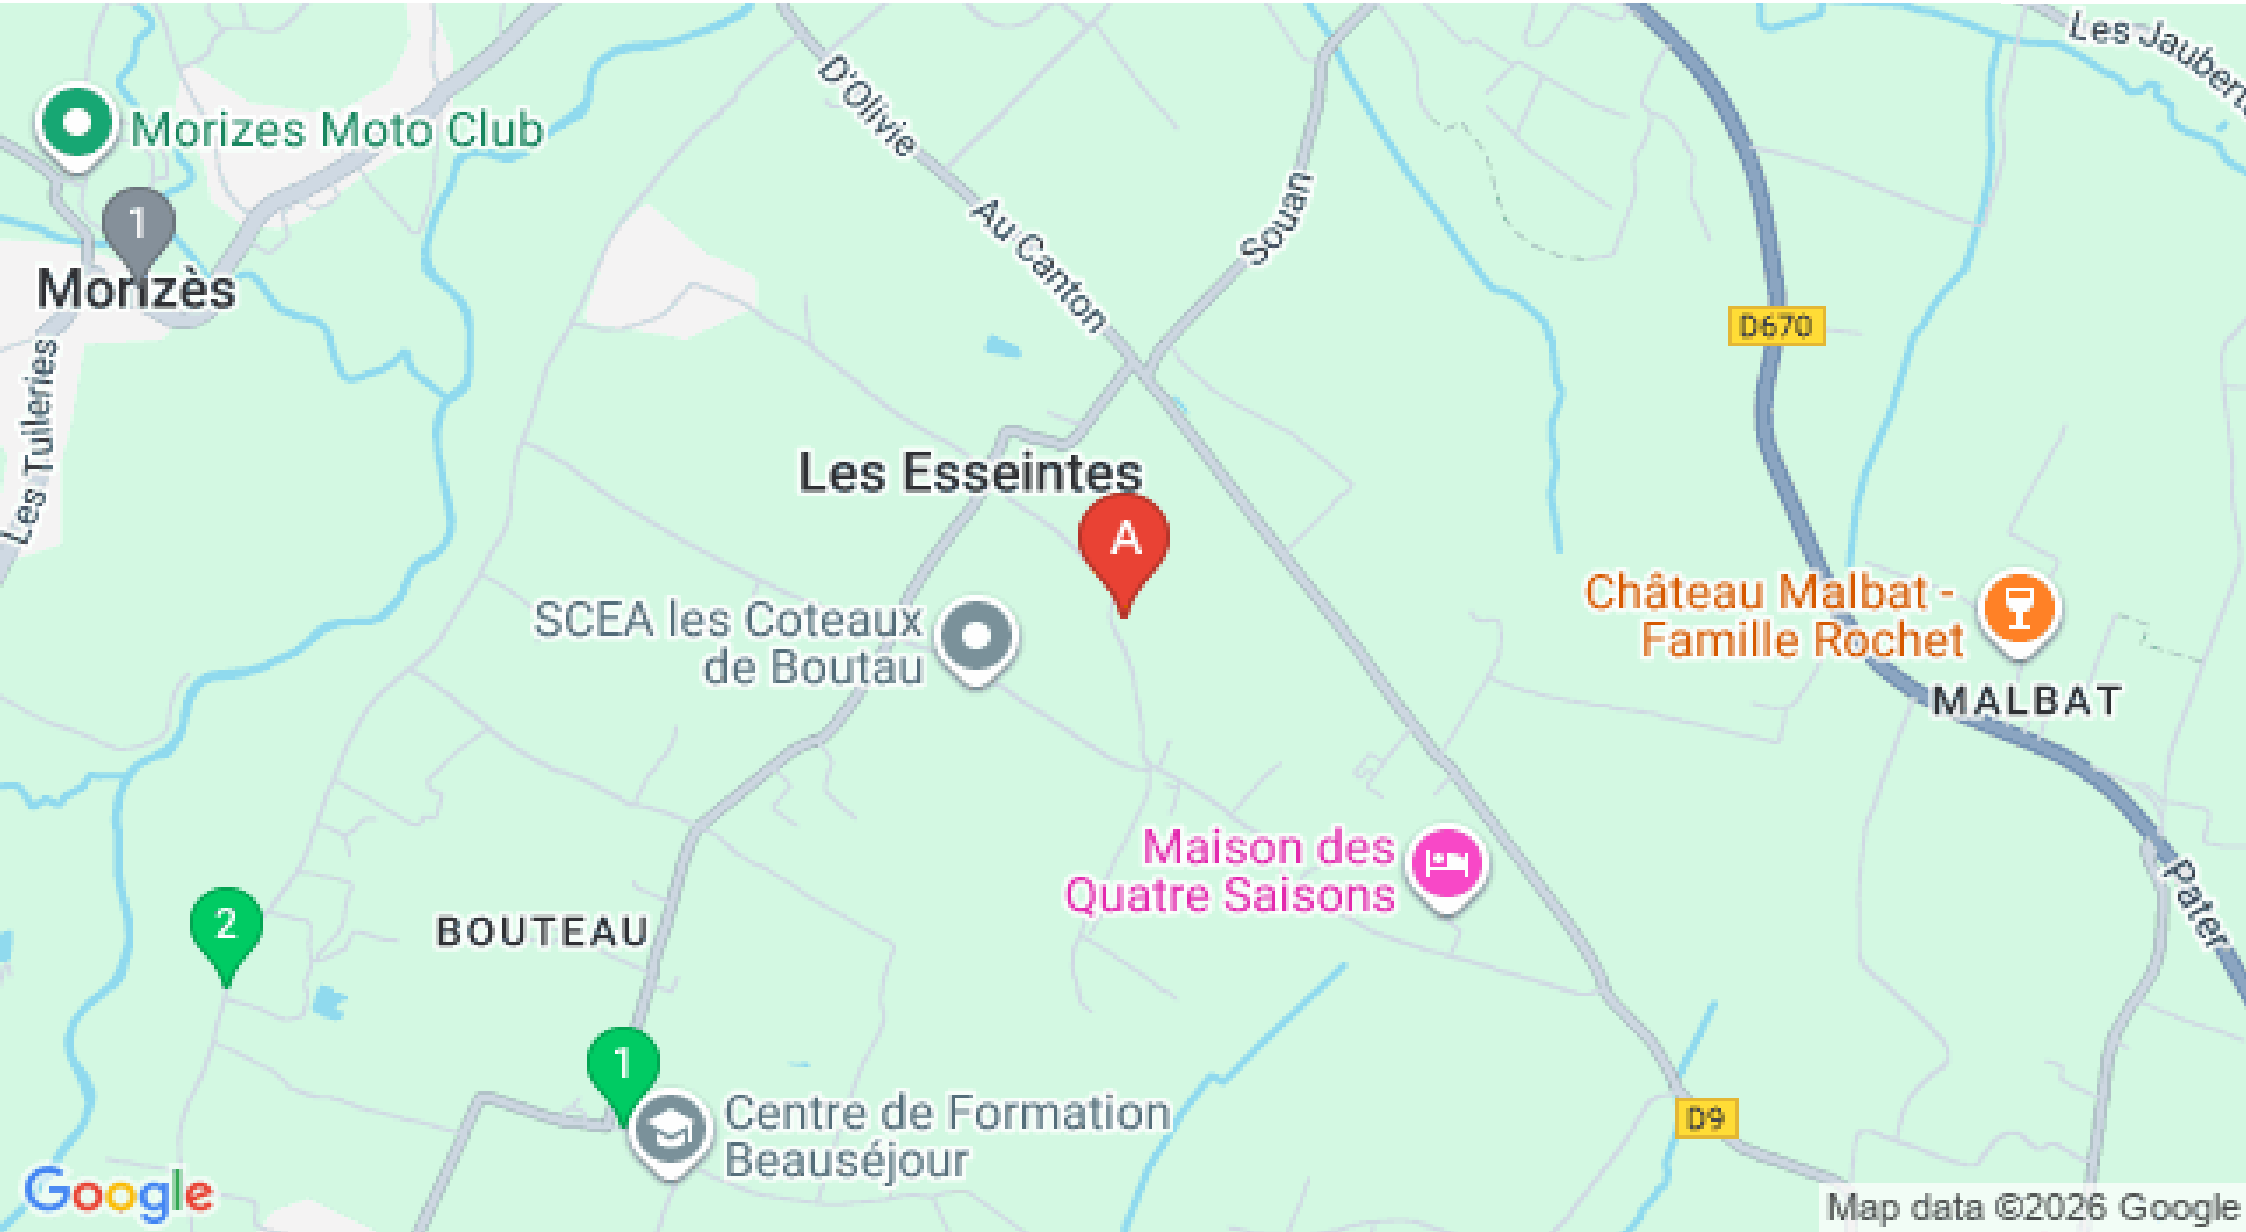 Les Jaubert
D'Olivie
Morizes Moto Club
1
Au Canton
Souan
Morizès
D670
Les Tuileries
Les Esseintes
A
SCEA les Coteaux
de Boutau
Château Malbat -
Famille Rochet
MALBAT
Maison des
Quatre Saisons
2
BOUTEAU
Pater
1
Centre de Formation
Beauséjour
D9
Google
Map data ©2026 Google